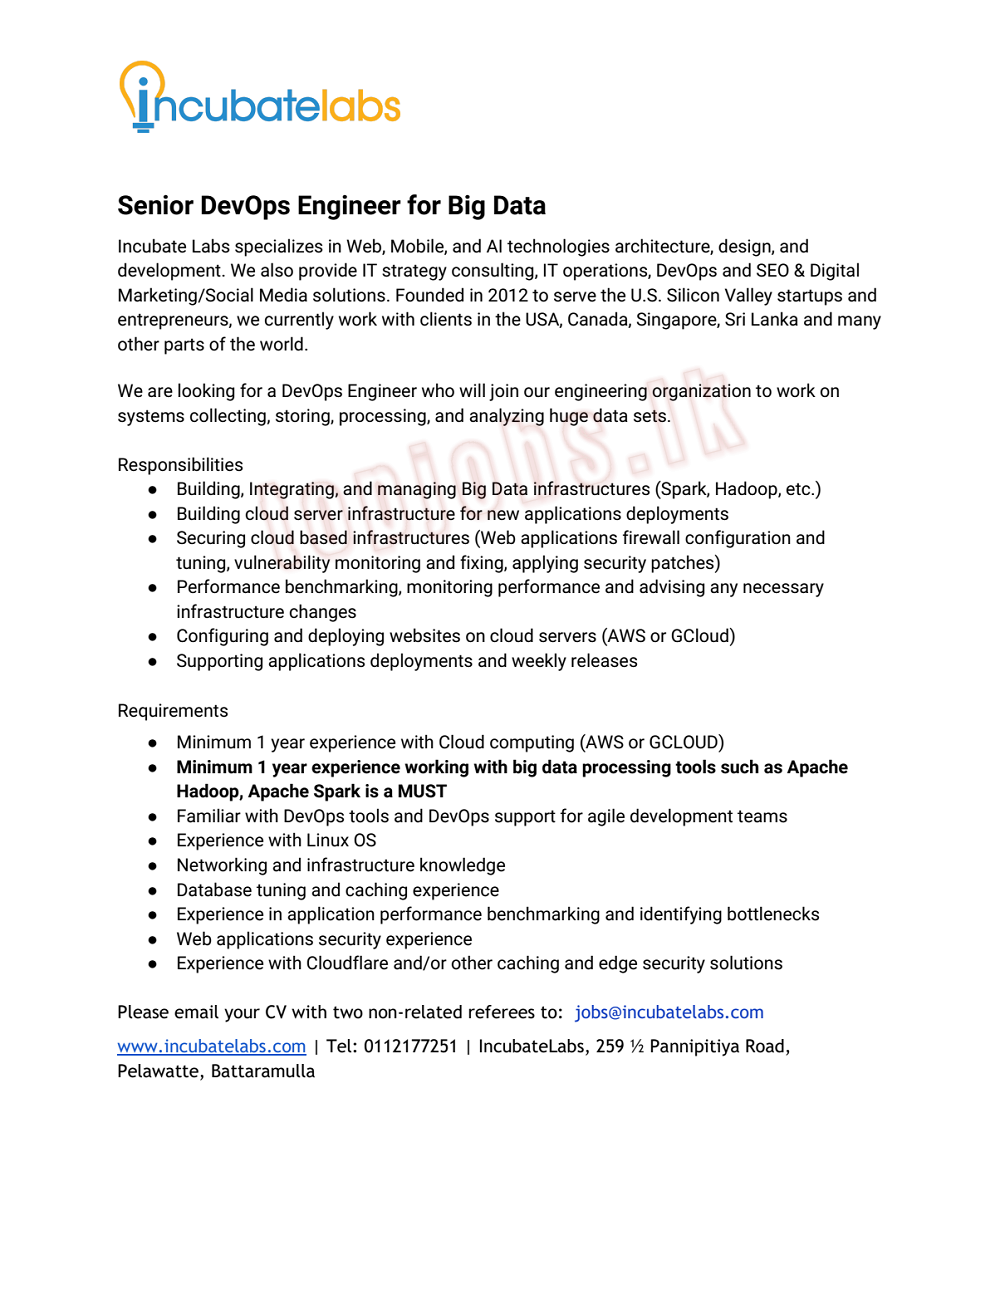 incubatelabs
Senior DevOps Engineer for Big Data
Incubate Labs specializes in Web, Mobile, and AI technologies architecture, design, and
development. We also provide IT strategy consulting, IT operations, DevOps and SEO & Digital
Marketing/Social Media solutions. Founded in 2012 to serve the U.S. Silicon Valley startups and
entrepreneurs, we currently work with clients in the USA, Canada, Singapore, Sri Lanka and many
other parts of the world.
We are looking for a DevOps Engineer who will join our engineering organization to work on
systems collecting, storing, processing, and analyzing huge data sets.
topjobs.lk
Responsibilities
● Building, Integrating, and managing Big Data infrastructures (Spark, Hadoop, etc.)
● Building cloud server infrastructure for new applications deployments
● Securing cloud based infrastructures (Web applications firewall configuration and
tuning, vulnerability monitoring and fixing, applying security patches)
● Performance benchmarking, monitoring performance and advising any necessary
infrastructure changes
● Configuring and deploying websites on cloud servers (AWS or GCloud)
● Supporting applications deployments and weekly releases
Requirements
● Minimum 1 year experience with Cloud computing (AWS or GCLOUD)
● Minimum 1 year experience working with big data processing tools such as Apache
Hadoop, Apache Spark is a MUST
● Familiar with DevOps tools and DevOps support for agile development teams
● Experience with Linux OS
● Networking and infrastructure knowledge
● Database tuning and caching experience
● Experience in application performance benchmarking and identifying bottlenecks
● Web applications security experience
● Experience with Cloudflare and/or other caching and edge security solutions
Please email your CV with two non-related referees to: jobs@incubatelabs.com
www.incubatelabs.com | Tel: 0112177251 | IncubateLabs, 259 ½ Pannipitiya Road,
Pelawatte, Battaramulla